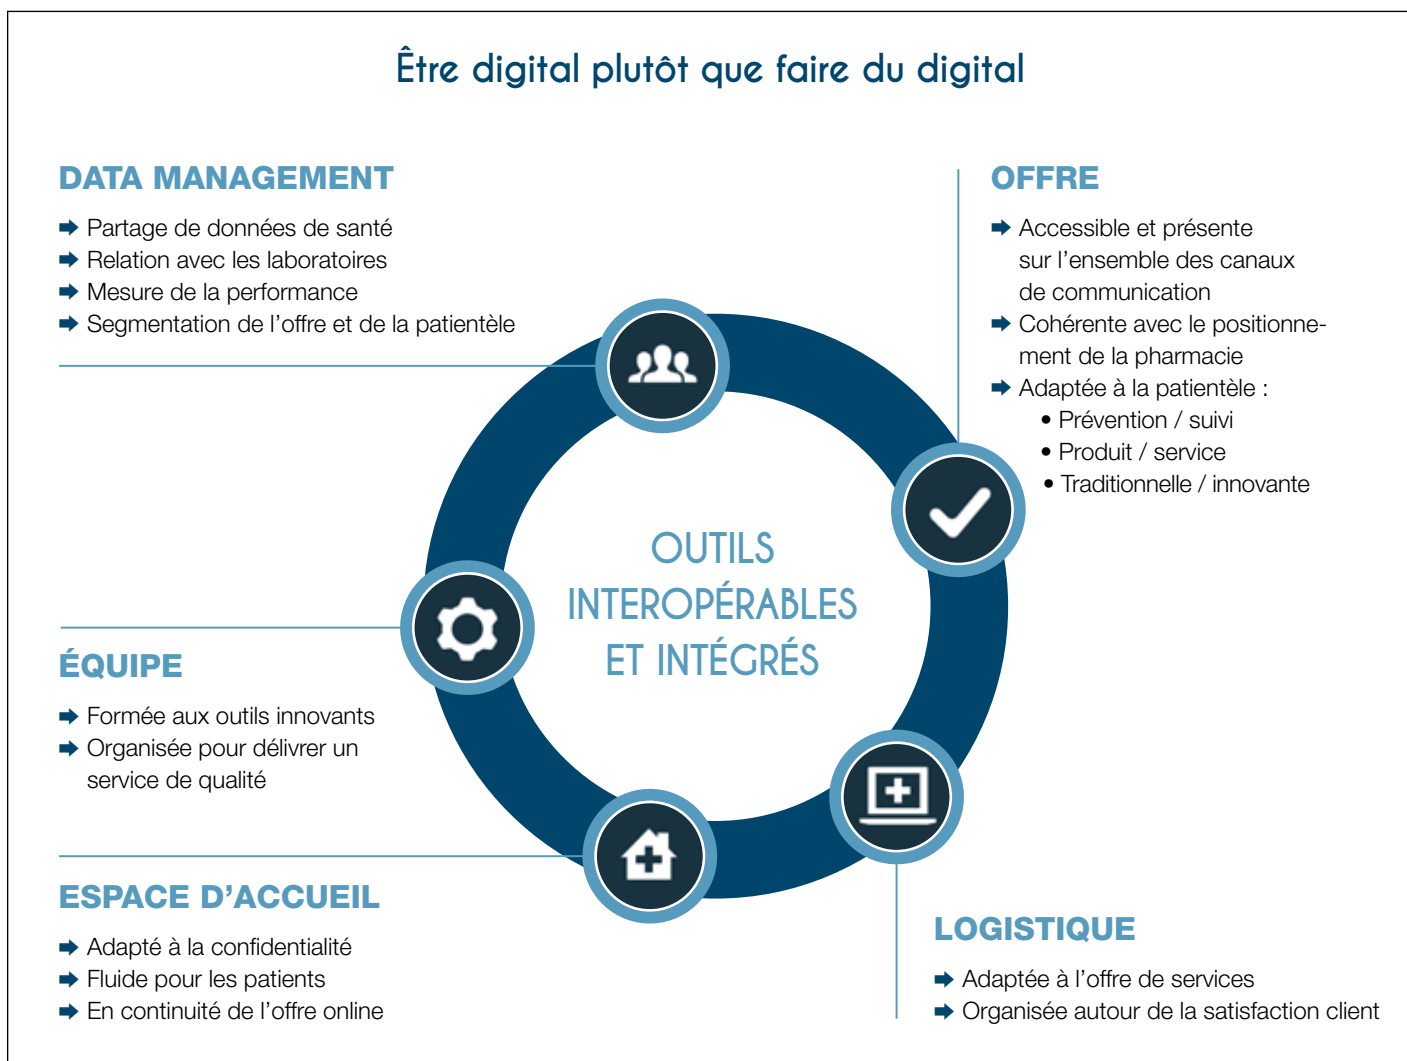 Être digital plutôt que faire du digital
DATA MANAGEMENT
➡ Partage de données de santé
➡ Relation avec les laboratoires
➡ Mesure de la performance
➡ Segmentation de l’offre et de la patientèle
OFFRE
➡ Accessible et présente
sur l’ensemble des canaux
de communication
➡ Cohérente avec le positionne-
ment de la pharmacie
➡ Adaptée à la patientèle :
• Prévention / suivi
• Produit / service
• Traditionnelle / innovante
OUTILS
INTEROPÉRABLES
ET INTÉGRÉS
ÉQUIPE
➡ Formée aux outils innovants
➡ Organisée pour délivrer un
service de qualité
ESPACE D’ACCUEIL
➡ Adapté à la confidentialité
➡ Fluide pour les patients
➡ En continuité de l’offre online
LOGISTIQUE
➡ Adaptée à l’offre de services
➡ Organisée autour de la satisfaction client